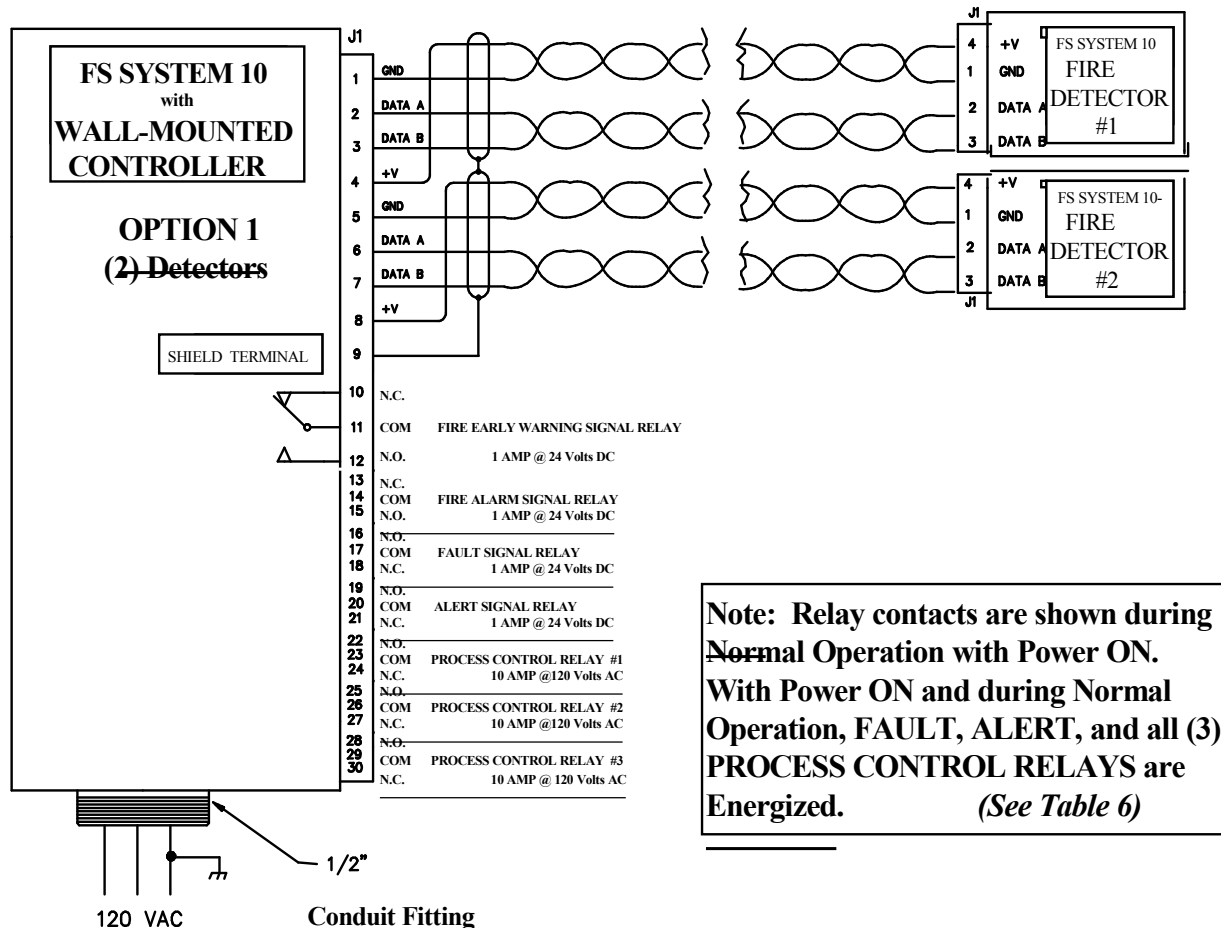 FS SYSTEM 10
with
WALL-MOUNTED
CONTROLLER
OPTION 1
(2) Detectors
SHIELD TERMINAL
J1
1 GND
2 DATA A
3 DATA B
4 +V
5 GND
6 DATA A
7 DATA B
8 +V
9
10 N.C.
11 COM FIRE EARLY WARNING SIGNAL RELAY
12 N.O. 1 AMP @ 24 Volts DC
13 N.C.
14 COM FIRE ALARM SIGNAL RELAY
15 N.O. 1 AMP @ 24 Volts DC
16 N.O.
17 COM FAULT SIGNAL RELAY
18 N.C. 1 AMP @ 24 Volts DC
19 N.O.
20 COM ALERT SIGNAL RELAY
21 N.C. 1 AMP @ 24 Volts DC
22 N.O.
23 COM PROCESS CONTROL RELAY #1
24 N.C. 10 AMP @120 Volts AC
25 N.O.
26 COM PROCESS CONTROL RELAY #2
27 N.C. 10 AMP @120 Volts AC
28 N.O.
29 COM PROCESS CONTROL RELAY #3
30 N.C. 10 AMP @ 120 Volts AC
J1
4 +V
1 GND
2 DATA A
3 DATA B
FS SYSTEM 10
FIRE
DETECTOR
#1
4 +V
1 GND
2 DATA A
3 DATA B
J1
FS SYSTEM 10-
FIRE
DETECTOR
#2
Note: Relay contacts are shown during
Normal Operation with Power ON.
With Power ON and during Normal
Operation, FAULT, ALERT, and all (3)
PROCESS CONTROL RELAYS are
Energized. (See Table 6)
1/2"
120 VAC
Conduit Fitting